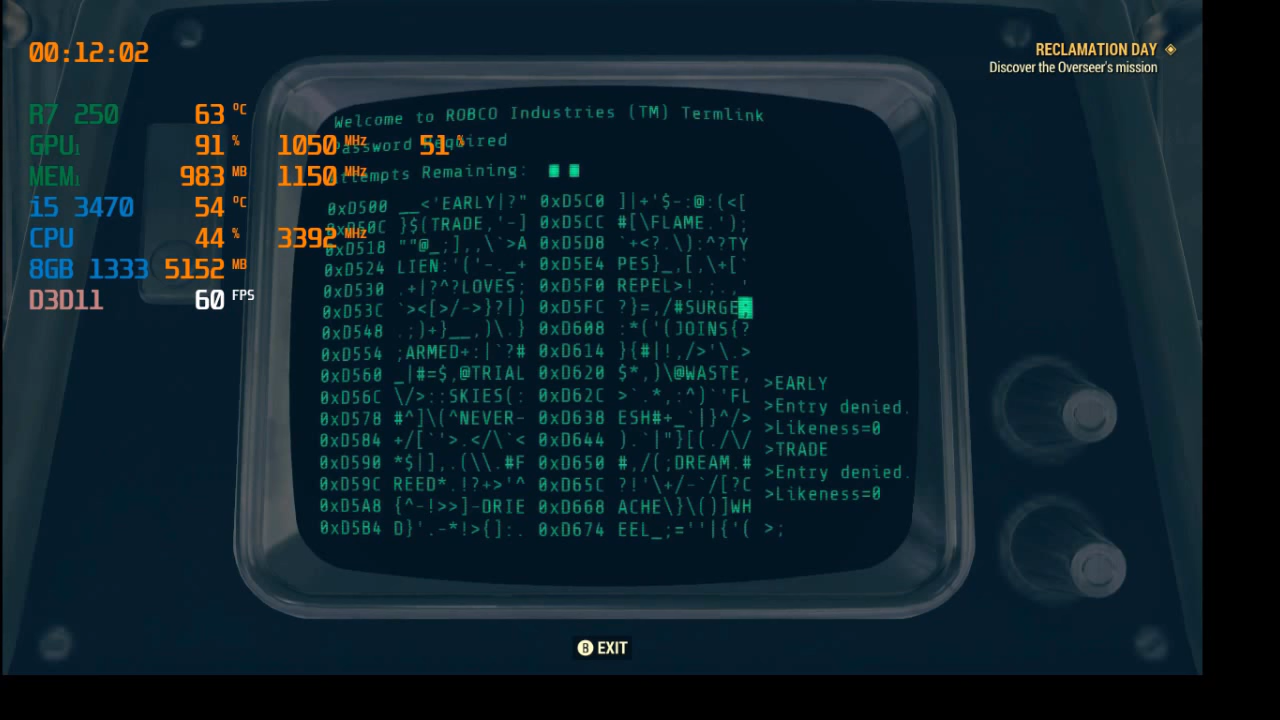 00:12:02
RECLAMATION DAY
Discover the Overseer's mission
R7 250 63 °C
GPU1 91 % 1050 MHz 51 %
MEM1 983 MB 1150 MHz
i5 3470 54 °C
CPU 44 % 3392 MHz
8GB 1333 5152 MB
D3D11 60 FPS
Welcome to ROBCO Industries (TM) Termlink
Password Required
Attempts Remaining:
0xD500 __<'EARLY|?" 0xD5C0 ]|+'$-:@:(<[
0xD50C }$(TRADE,'-] 0xD5CC #[\FLAME.');
0xD518 ""@_;],,\`>A 0xD5D8 `+<?.\):^?TY
0xD524 LIEN:'('-._+ 0xD5E4 PES}_,[,\+[`
0xD530 .+|?^?LOVES; 0xD5F0 REPEL>!.;.,'
0xD53C `><[>/->}?|) 0xD5FC ?}=,/#SURGE;
0xD548 .;)+}__,)\.} 0xD608 :*('(JOINS{?
0xD554 ;ARMED+:|`?# 0xD614 }{#|!,/>'\.>
0xD560 _|#=$,@TRIAL 0xD620 $*,)\@WASTE,
0xD56C \/>::SKIES(: 0xD62C >`.*,:^)`'FL
0xD578 #^]\(^NEVER- 0xD638 ESH#+_`|}^/>
0xD584 +/[`'>.</\`< 0xD644 ).`|"}[(./\/
0xD590 *$|],.(\\.#F 0xD650 #,/(;DREAM.#
0xD59C REED*.!?+>'^ 0xD65C ?!'\+/-`/[?C
0xD5A8 {^-!>>]-DRIE 0xD668 ACHE\}\()]WH
0xD5B4 D}'.-*!>{]:. 0xD674 EEL_;=''|{'(
>EARLY
>Entry denied.
>Likeness=0
>TRADE
>Entry denied.
>Likeness=0
>;
B EXIT